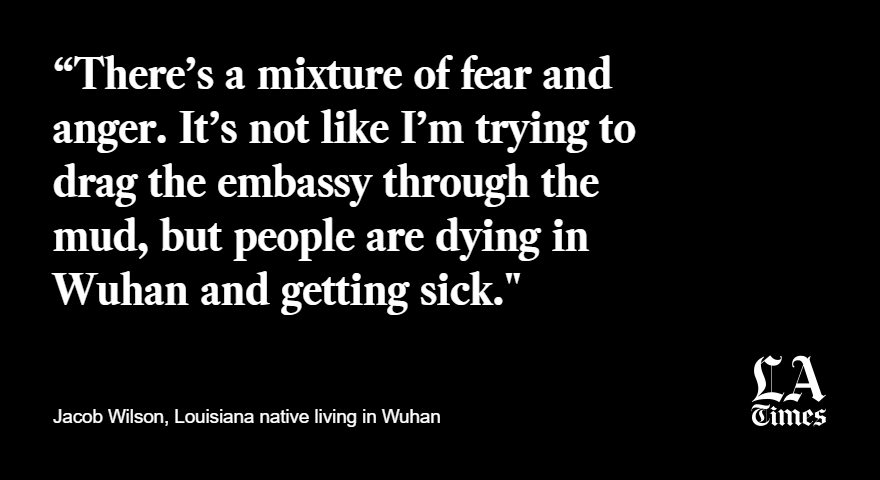 “There’s a mixture of fear and
anger. It’s not like I’m trying to
drag the embassy through the
mud, but people are dying in
Wuhan and getting sick."
Jacob Wilson, Louisiana native living in Wuhan
LA
Times